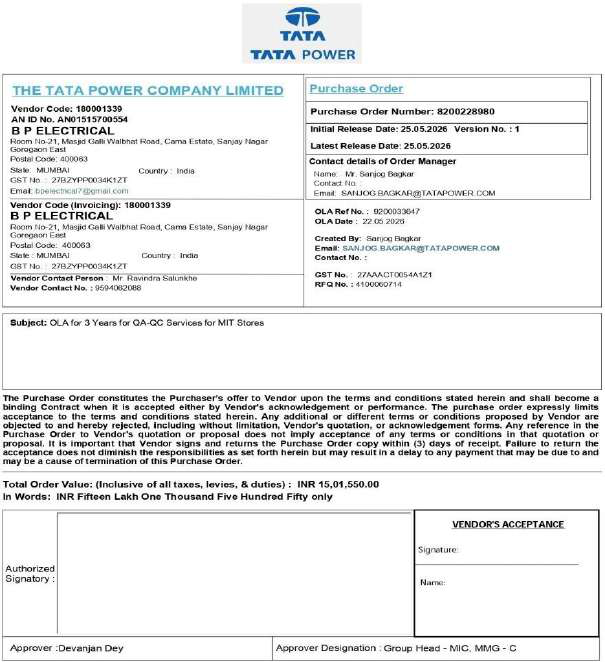 TATA
TATA POWER
THE TATA POWER COMPANY LIMITED
Vendor Code: 180001339
AN ID No. AN01515700554
B P ELECTRICAL
Room No-21, Masjid Galli Walbhat Road, Cama Estate, Sanjay Nagar
Goregaon East
Postal Code: 400063
State: MUMBAI Country : India
GST No. : 27BZYPP0034K1ZT
Email: bpelectrical7@gmail.com
Vendor Code (Invoicing): 180001339
B P ELECTRICAL
Room No-21, Masjid Galli Walbhat Road, Cama Estate, Sanjay Nagar
Goregaon East
Postal Code: 400063
State : MUMBAI Country : India
GST No. : 27BZYPP0034K1ZT
Vendor Contact Person : Mr. Ravindra Salunkhe
Vendor Contact No. : 9594062088
Purchase Order
Purchase Order Number: 8200228980
Initial Release Date: 25.05.2026 Version No. : 1
Latest Release Date: 25.05.2026
Contact details of Order Manager
Name: Mr. Sanjog Bagkar
Contact No. :
Email: SANJOG.BAGKAR@TATAPOWER.COM
OLA Ref No. : 9200033647
OLA Date : 22.05.2026
Created By: Sanjog Bagkar
Email: SANJOG.BAGKAR@TATAPOWER.COM
Contact No. :
GST No. : 27AAACT0054A1Z1
RFQ No. : 4100060714
Subject: OLA for 3 Years for QA-QC Services for MIT Stores
The Purchase Order constitutes the Purchaser's offer to Vendor upon the terms and conditions stated herein and shall become a
binding Contract when it is accepted either by Vendor's acknowledgement or performance. The purchase order expressly limits
acceptance to the terms and conditions stated herein. Any additional or different terms or conditions proposed by Vendor are
objected to and hereby rejected, including without limitation, Vendor's quotation, or acknowledgement forms. Any reference in the
Purchase Order to Vendor's quotation or proposal does not imply acceptance of any terms or conditions in that quotation or
proposal. It is important that Vendor signs and returns the Purchase Order copy within (3) days of receipt. Failure to return the
acceptance does not diminish the responsibilities as set forth herein but may result in a delay to any payment that may be due to and
may be a cause of termination of this Purchase Order.
Total Order Value: (Inclusive of all taxes, levies, & duties) : INR 15,01,550.00
In Words: INR Fifteen Lakh One Thousand Five Hundred Fifty only
Authorized
Signatory :
VENDOR'S ACCEPTANCE
Signature:
Name:
Approver : Devanjan Dey
Approver Designation : Group Head - MIC, MMG - C